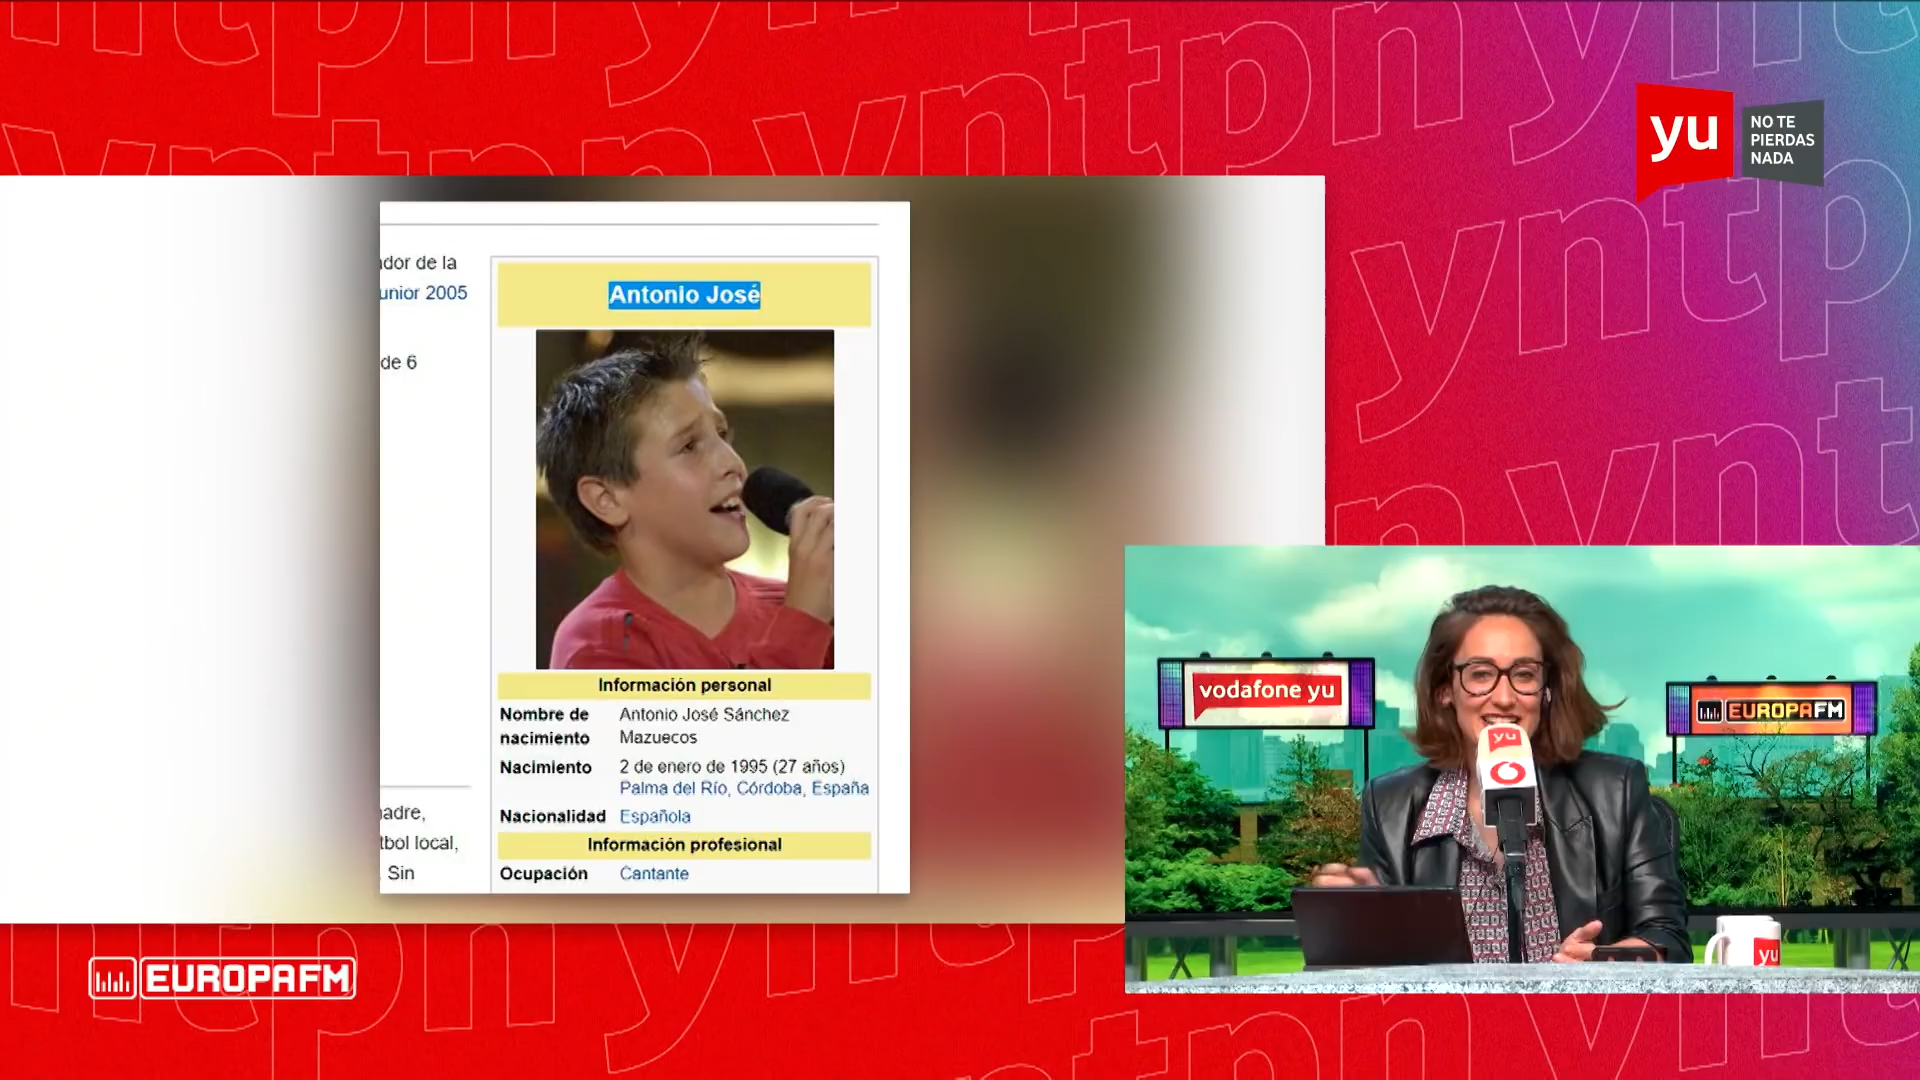 yu
NO TE
PIERDAS
NADA
ador de la
unior 2005
de 6
adre,
tbol local,
Sin
Antonio José
Información personal
Nombre de nacimiento Antonio José Sánchez Mazuecos
Nacimiento 2 de enero de 1995 (27 años)
Palma del Río, Córdoba, España
Nacionalidad Española
Información profesional
Ocupación Cantante
vodafone yu
EUROPAFM
yu
yu
EUROPAFM